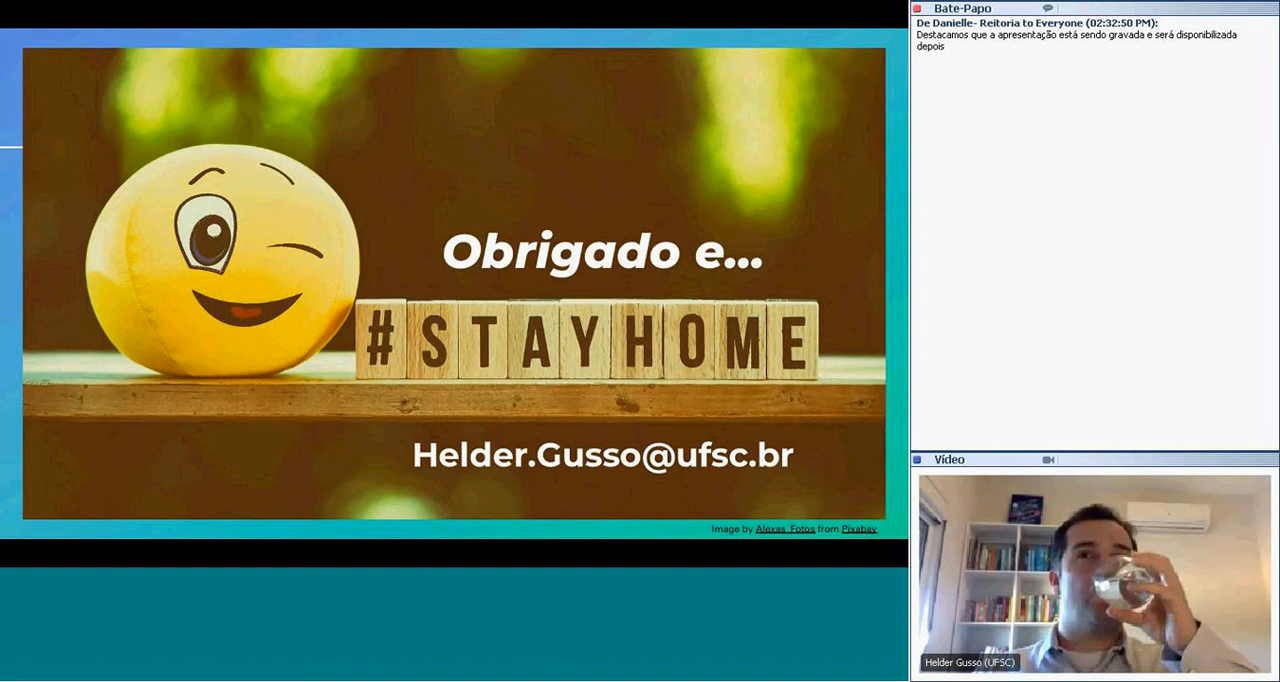 Obrigado e...
#STAYHOME
Helder.Gusso@ufsc.br
Image by Alexas_Fotos from Pixabay
Bate-Papo
De Danielle- Reitoria to Everyone (02:32:50 PM):
Destacamos que a apresentação está sendo gravada e será disponibilizada
depois
Vídeo
Helder Gusso (UFSC)